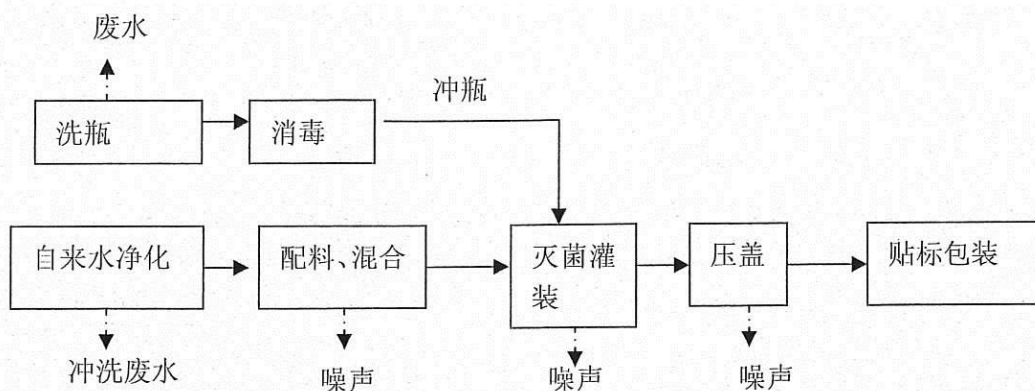 废水
冲瓶
洗瓶
消毒
自来水净化
配料、混合
灭菌灌
装
压盖
贴标包装
冲洗废水
噪声
噪声
噪声